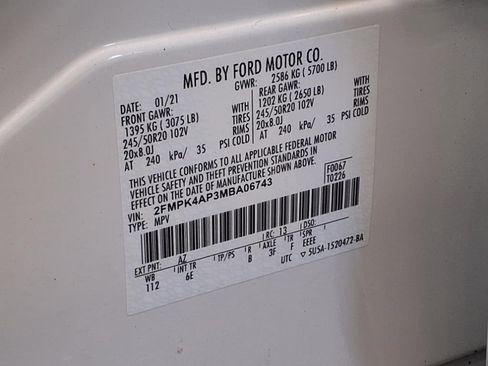 MFD. BY FORD MOTOR CO.
DATE: 01/21 GVWR: 2586 KG ( 5700 LB)
FRONT GAWR: REAR GAWR:
1395 KG ( 3075 LB) WITH 1202 KG ( 2650 LB) WITH
245/50R20 102V TIRES 245/50R20 102V TIRES
20x8.0J RIMS 20x8.0J RIMS
AT 240 kPa/ 35 PSI COLD AT 240 kPa/ 35 PSI COLD
THIS VEHICLE CONFORMS TO ALL APPLICABLE FEDERAL MOTOR
VEHICLE SAFETY AND THEFT PREVENTION STANDARDS IN
EFFECT ON THE DATE OF MANUFACTURE SHOWN ABOVE.
VIN: 2FMPK4AP3MBA06743 F0067
TYPE: MPV T0226
EXT PNT: AZ RC: 13 DSO:
WB INT TR TP/PS R AXLE TR SPR
112 6E B 3F F EEEE
UTC ▽ 5U5A-1520472-BA